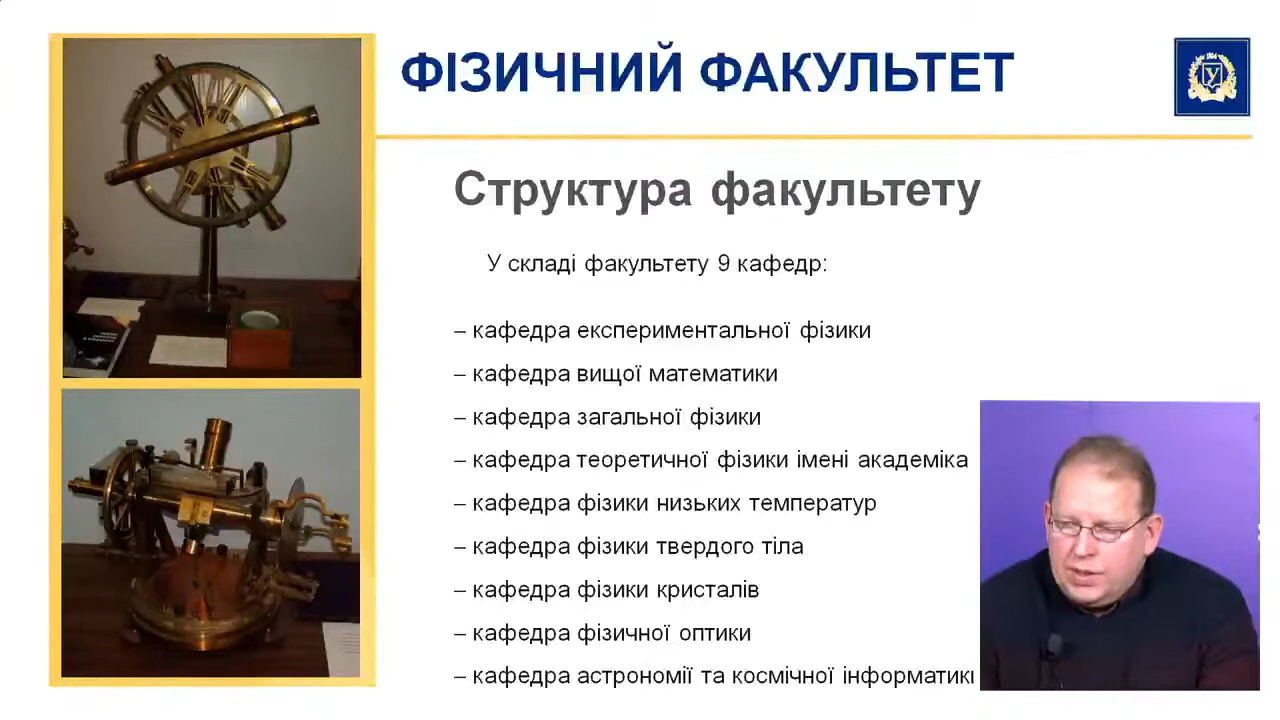 ФІЗИЧНИЙ ФАКУЛЬТЕТ
Структура факультету
У складі факультету 9 кафедр:
– кафедра експериментальної фізики
– кафедра вищої математики
– кафедра загальної фізики
– кафедра теоретичної фізики імені академіка
– кафедра фізики низьких температур
– кафедра фізики твердого тіла
– кафедра фізики кристалів
– кафедра фізичної оптики
– кафедра астрономії та космічної інформатики